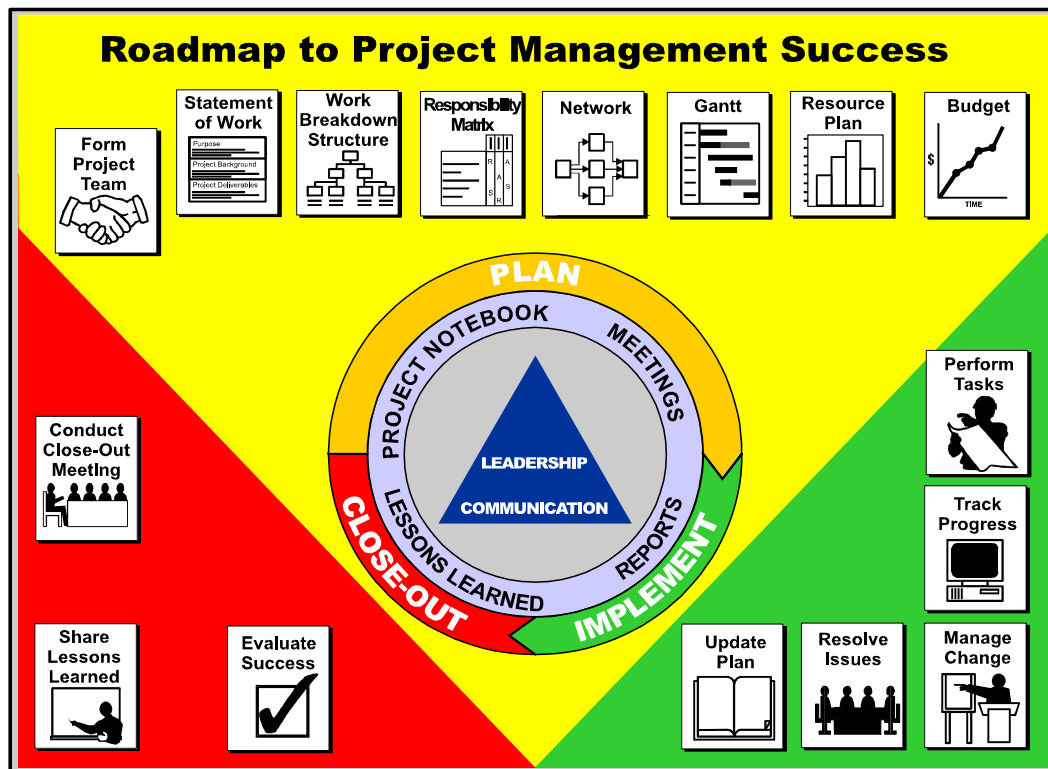 Roadmap to Project Management Success
Form
Project
Team
Statement
of Work
Purpose
Project Background
Project Deliverables
Work
Breakdown
Structure
Responsibility
Matrix
R
A
S
A
S
R
Network
Gantt
Resource
Plan
Budget
$
TIME
PLAN
PROJECT NOTEBOOK
MEETINGS
LEADERSHIP
COMMUNICATION
LESSONS LEARNED
REPORTS
CLOSE-OUT
IMPLEMENT
Perform
Tasks
Track
Progress
Manage
Change
Resolve
Issues
Update
Plan
Evaluate
Success
Share
Lessons
Learned
Conduct
Close-Out
Meeting